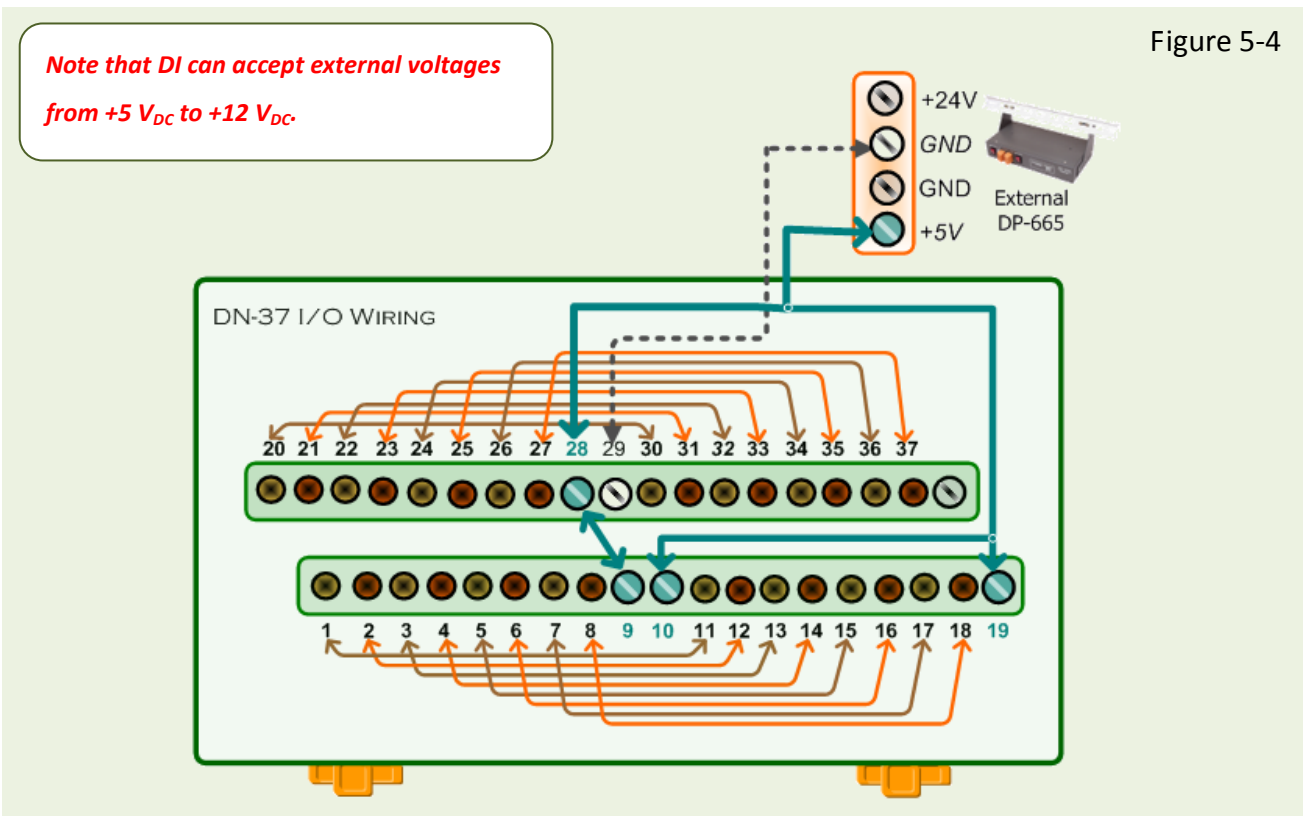 Figure 5-4
Note that DI can accept external voltages
from +5 VDC to +12 VDC.
+24V
GND
GND
+5V
External
DP-665
DN-37 I/O WIRING
20 21 22 23 24 25 26 27 28 29 30 31 32 33 34 35 36 37
1 2 3 4 5 6 7 8 9 10 11 12 13 14 15 16 17 18 19